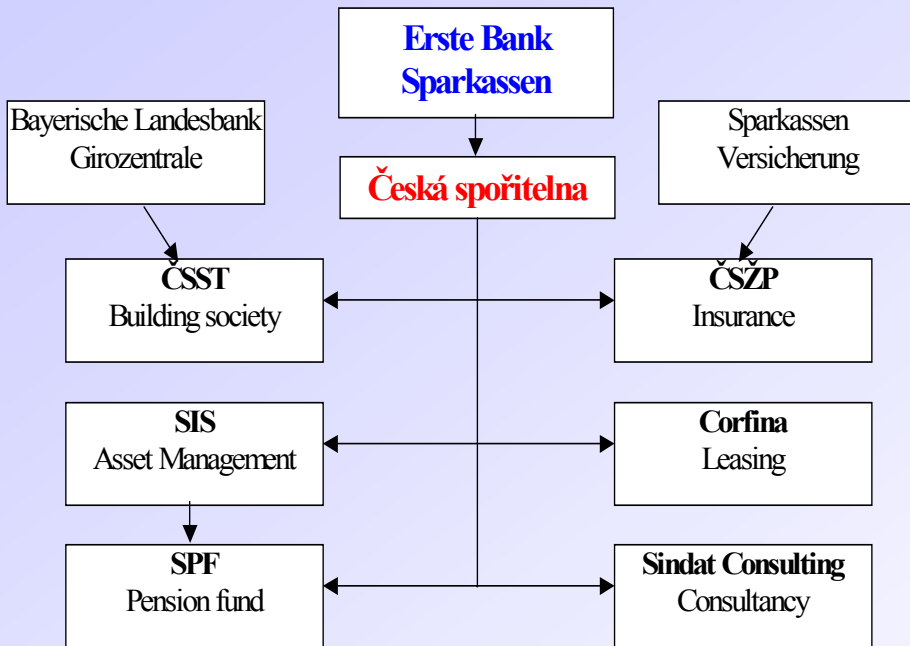 Erste Bank
Sparkassen
Bayerische Landesbank
Girozentrale
Sparkassen
Versicherung
Česká spořitelna
ČSST
Building society
ČSŽP
Insurance
SIS
Asset Management
Corfina
Leasing
SPF
Pension fund
Sindat Consulting
Consultancy